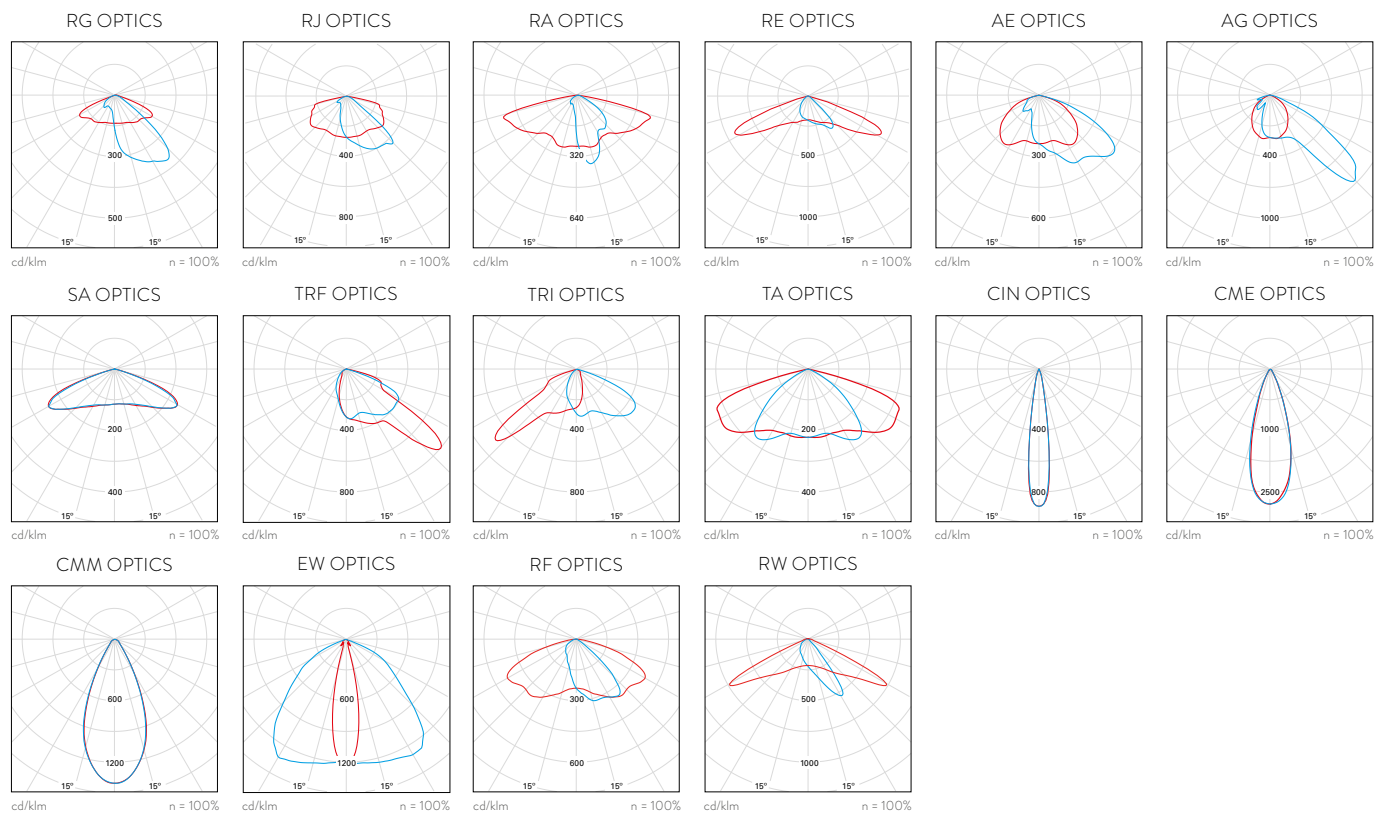 RG OPTICS RJ OPTICS RA OPTICS RE OPTICS AE OPTICS AG OPTICS
300 400 320 500 300 400
500 800 640 1000 600 1000
15° 15° 15° 15° 15° 15° 15° 15° 15° 15° 15° 15°
cd/klm n = 100% cd/klm n = 100% cd/klm n = 100% cd/klm n = 100% cd/klm n = 100% cd/klm n = 100%
SA OPTICS TRF OPTICS TRI OPTICS TA OPTICS CIN OPTICS CME OPTICS
200 400 400 200 400 1000
400 800 800 400 800 2500
15° 15° 15° 15° 15° 15° 15° 15° 15° 15° 15° 15°
cd/klm n = 100% cd/klm n = 100% cd/klm n = 100% cd/klm n = 100% cd/klm n = 100% cd/klm n = 100%
CMM OPTICS EW OPTICS RF OPTICS RW OPTICS
600 600 300 500
1200 1200 600 1000
15° 15° 15° 15° 15° 15° 15° 15°
cd/klm n = 100% cd/klm n = 100% cd/klm n = 100% cd/klm n = 100%